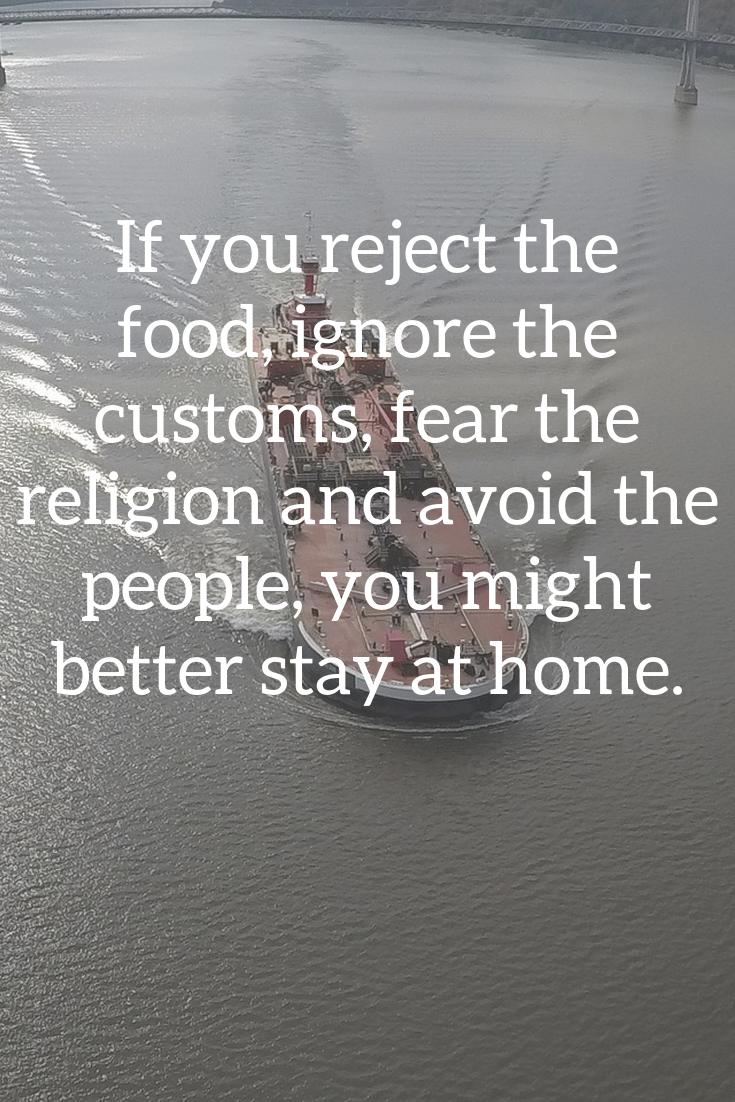 If you reject the
food, ignore the
customs, fear the
religion and avoid the
people, you might
better stay at home.